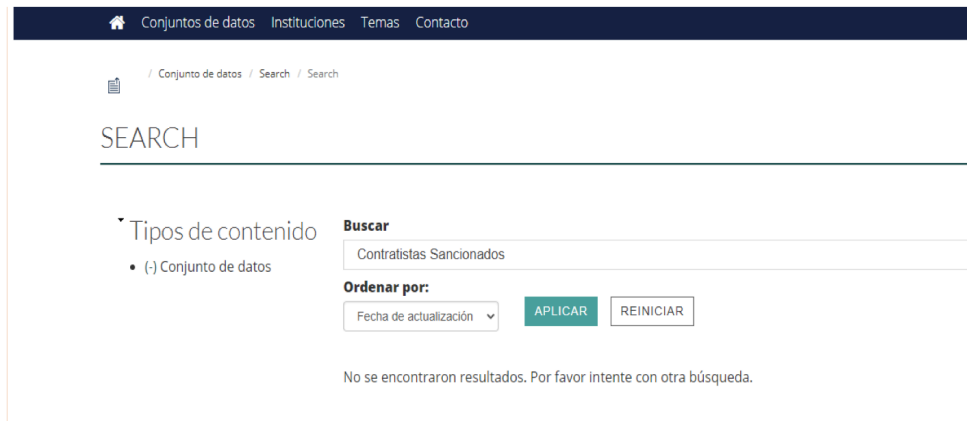 Conjuntos de datos Instituciones Temas Contacto
/ Conjunto de datos / Search / Search
SEARCH
Tipos de contenido
• (-) Conjunto de datos
Buscar
Contratistas Sancionados
Ordenar por:
Fecha de actualización APLICAR REINICIAR
No se encontraron resultados. Por favor intente con otra búsqueda.